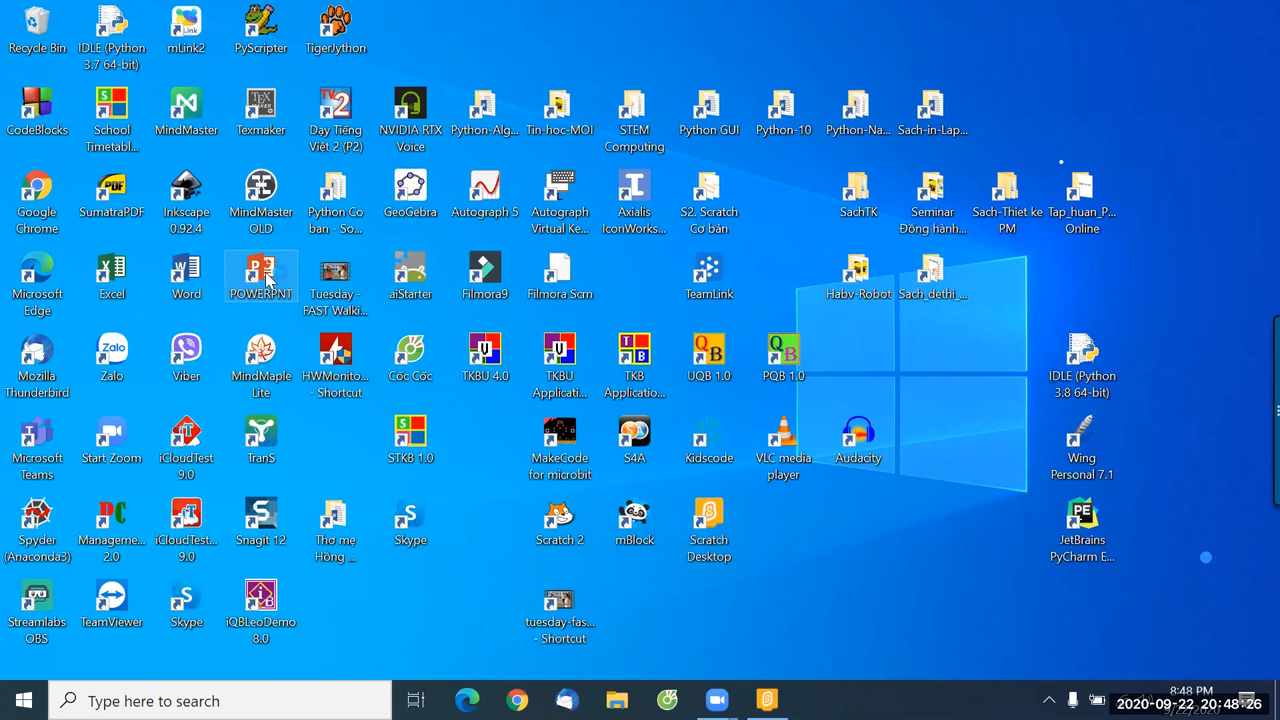 Recycle Bin
IDLE (Python
3.7 64-bit)
mLink2
PyScripter
TigerJython
CodeBlocks
School
Timetabl...
MindMaster
Texmaker
Dạy Tiếng
Việt 2 (P2)
NVIDIA RTX
Voice
Python-Alg...
Tin-hoc-MOI
STEM
Computing
Python GUI
Python-10
Python-Na...
Sach-in-Lap...
Google
Chrome
SumatraPDF
Inkscape
0.92.4
MindMaster
OLD
Python Co
ban - So...
GeoGebra
Autograph 5
Autograph
Virtual Ke...
Axialis
IconWorks...
S2. Scratch
Cơ bản
SachTK
Seminar
Đồng hành...
Sach-Thiet ke
PM
Tap_huan_P...
Online
Microsoft
Edge
Excel
Word
POWERPNT
Tuesday -
FAST Walki...
aiStarter
Filmora9
Filmora Scrn
TeamLink
Habv-Robot
Sach_dethi_...
Mozilla
Thunderbird
Zalo
Viber
MindMaple
Lite
HWMonito...
- Shortcut
Cốc Cốc
TKBU 4.0
TKBU
Applicati...
TKB
Applicatio...
UQB 1.0
PQB 1.0
IDLE (Python
3.8 64-bit)
Microsoft
Teams
Start Zoom
iCloudTest
9.0
TranS
STKB 1.0
MakeCode
for microbit
S4A
Kidscode
VLC media
player
Audacity
Wing
Personal 7.1
Spyder
(Anaconda3)
Manageme...
2.0
iCloudTest...
9.0
Snagit 12
Thơ mẹ
Hồng ...
Skype
Scratch 2
mBlock
Scratch
Desktop
JetBrains
PyCharm E...
Streamlabs
OBS
TeamViewer
Skype
iQBLeoDemo
8.0
tuesday-fas...
- Shortcut
Type here to search
8:48 PM
2020-09-22 20:48:26